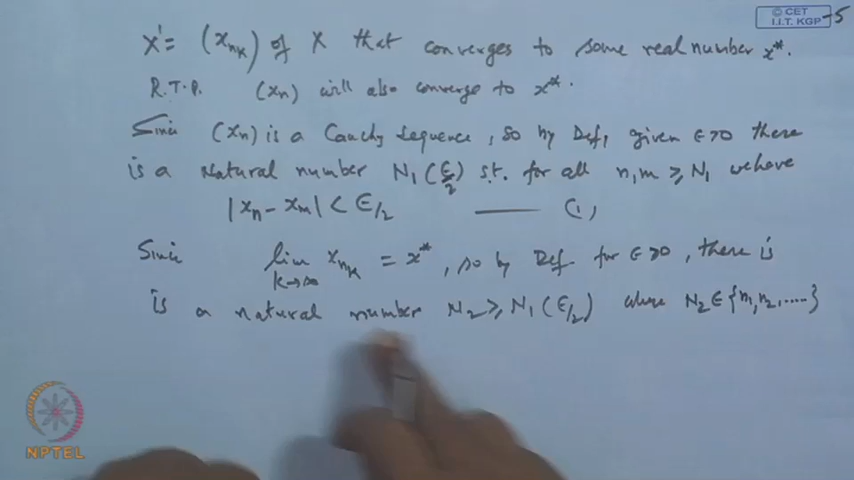 © CET
I.I.T. KGP
-5
X' = (x_{n_k}) of X that converges to some real number x*.
R.T.P. (x_n) will also converge to x*.
Since (x_n) is a Cauchy sequence, so by Def, given ε>0 there
is a Natural number N_1(ε/2) s.t. for all n,m ≥ N_1 we have
|x_n - x_m| < ε/2 —— (1)
Since lim_{k→∞} x_{n_k} = x*, so by Def. for ε>0, there is
is a natural number N_2 ≥ N_1(ε/2) where N_2 ∈ {n_1, n_2, .....}
NPTEL